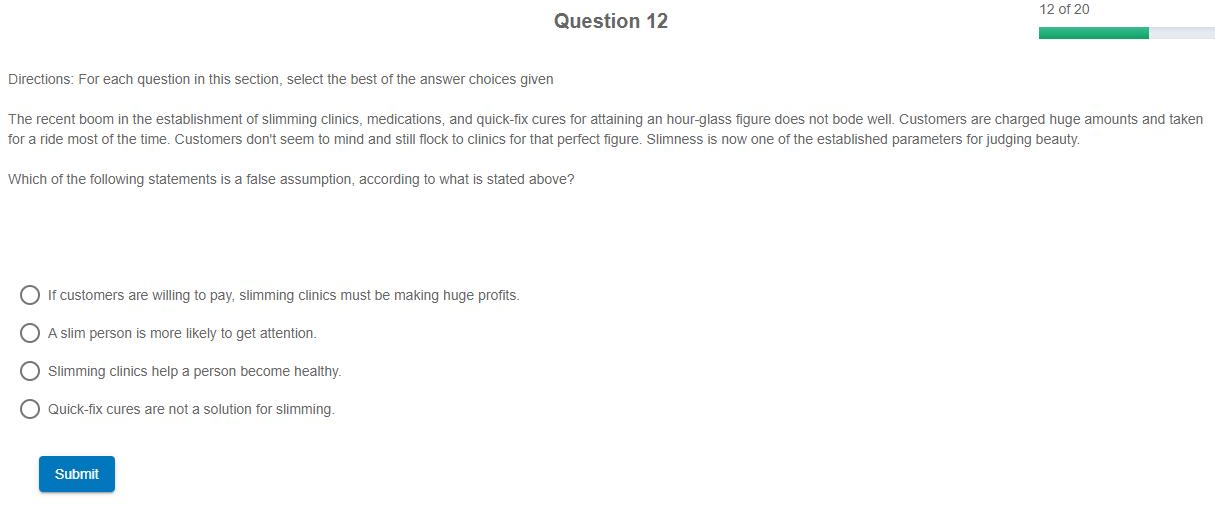 Question 12
12 of 20
Directions: For each question in this section, select the best of the answer choices given
The recent boom in the establishment of slimming clinics, medications, and quick-fix cures for attaining an hour-glass figure does not bode well. Customers are charged huge amounts and taken
for a ride most of the time. Customers don't seem to mind and still flock to clinics for that perfect figure. Slimness is now one of the established parameters for judging beauty.
Which of the following statements is a false assumption, according to what is stated above?
If customers are willing to pay, slimming clinics must be making huge profits.
A slim person is more likely to get attention.
Slimming clinics help a person become healthy.
Quick-fix cures are not a solution for slimming.
Submit